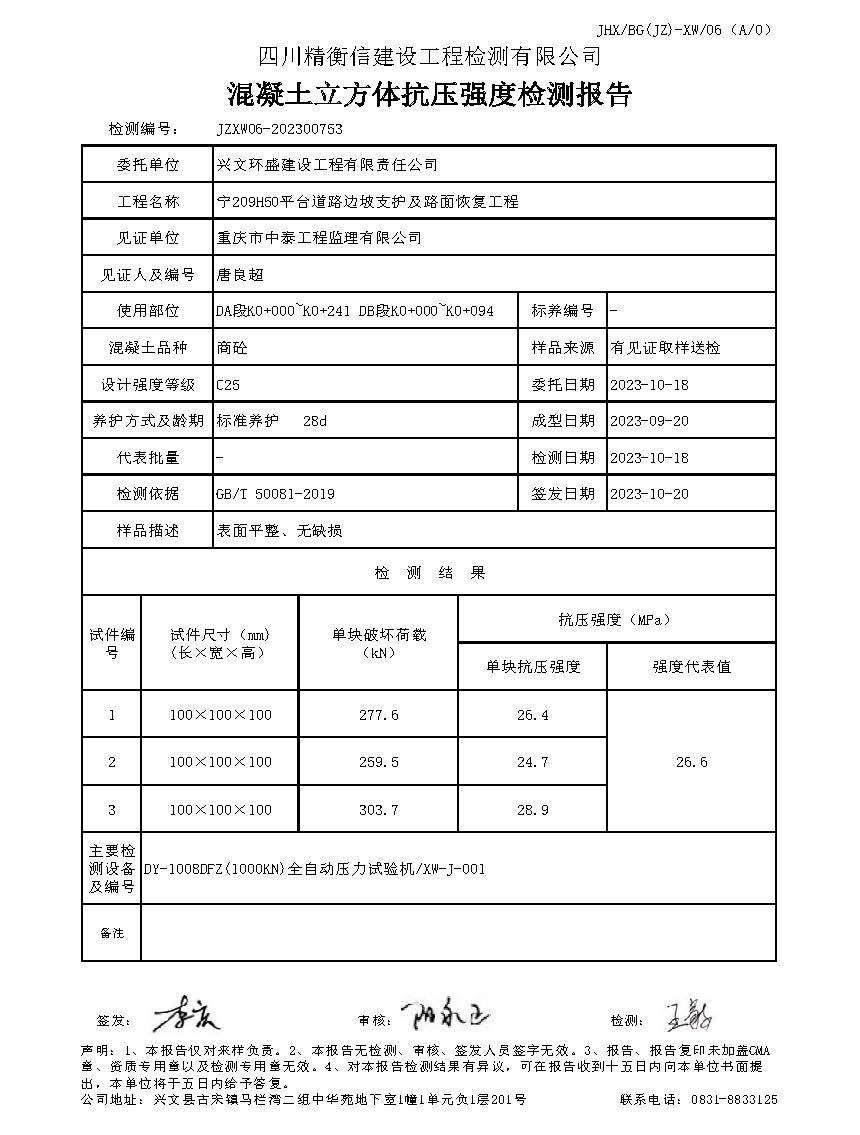 JHX/BG(JZ)-XW/06（A/0）
四川精衡信建设工程检测有限公司
混凝土立方体抗压强度检测报告
检测编号： JZXW06-202300753
委托单位 兴文环盛建设工程有限责任公司
工程名称 宁209H50平台道路边坡支护及路面恢复工程
见证单位 重庆市中泰工程监理有限公司
见证人及编号 唐良超
使用部位 DA段K0+000~K0+241 DB段K0+000~K0+094 标养编号 -
混凝土品种 商砼 样品来源 有见证取样送检
设计强度等级 C25 委托日期 2023-10-18
养护方式及龄期 标准养护 28d 成型日期 2023-09-20
代表批量 - 检测日期 2023-10-18
检测依据 GB/T 50081-2019 签发日期 2023-10-20
样品描述 表面平整、无缺损
检 测 结 果
试件编号 试件尺寸（mm）（长×宽×高） 单块破坏荷载（kN） 抗压强度（MPa）
单块抗压强度 强度代表值
1 100×100×100 277.6 26.4
2 100×100×100 259.5 24.7 26.6
3 100×100×100 303.7 28.9
主要检测设备及编号 DY-1008DFZ(1000KN)全自动压力试验机/XW-J-001
备注
签发： 李庆 审核： 阳永正 检测： 王敏
声明：1、本报告仅对来样负责。2、本报告无检测、审核、签发人员签字无效。3、报告、报告复印未加盖CMA
章、资质专用章以及检测专用章无效。4、对本报告检测结果有异议，可在报告收到十五日内向本单位书面提
出，本单位将于五日内给予答复。
公司地址：兴文县古宋镇马栏湾二组中华苑地下室1幢1单元负1层201号 联系电话：0831-8833125